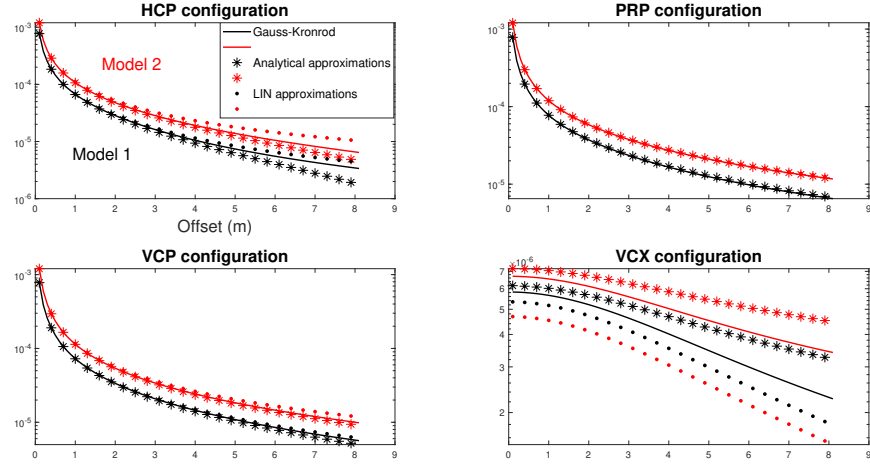 HCP configuration
10^-3
10^-4
10^-5
10^-6
Model 2
Model 1
Gauss-Kronrod
Analytical approximations
LIN approximations
0 1 2 3 4 5 6 7 8 9
Offset (m)
PRP configuration
10^-3
10^-4
10^-5
0 1 2 3 4 5 6 7 8 9
VCP configuration
10^-3
10^-4
10^-5
0 1 2 3 4 5 6 7 8 9
VCX configuration
×10^-6
7
6
5
4
3
2
0 1 2 3 4 5 6 7 8 9